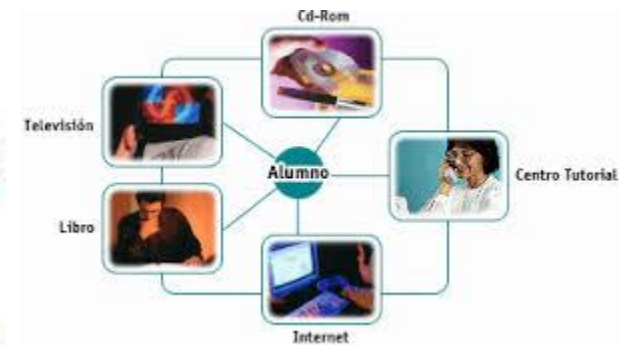 Cd-Rom
Televisión
Alumno
Centro Tutorial
Libro
Internet